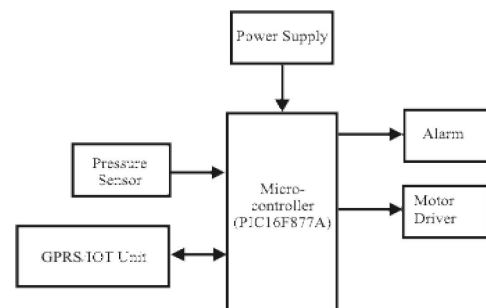 Power Supply
Alarm
Pressure
Sensor
Micro-
controller
(PIC16F877A)
Motor
Driver
GPRS/IOT Unit